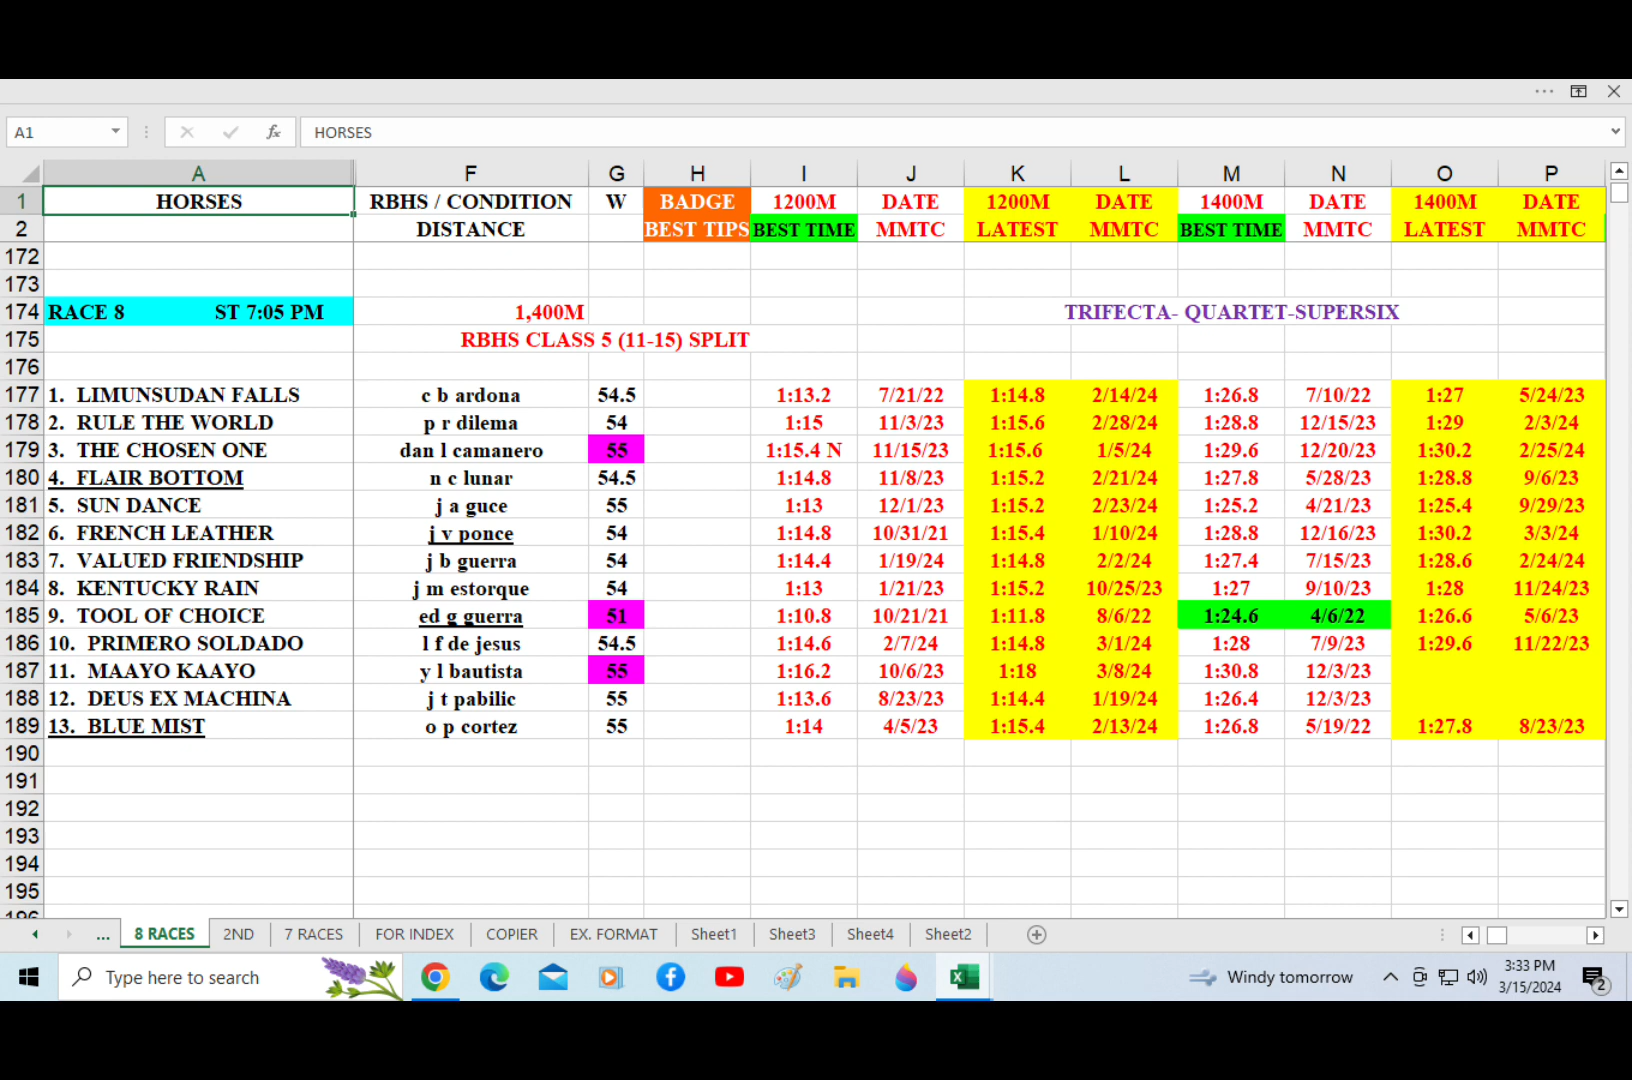 A1 fx HORSES
A F G H I J K L M N O P
1 HORSES RBHS / CONDITION W BADGE 1200M DATE 1200M DATE 1400M DATE 1400M DATE
2 DISTANCE BEST TIPS BEST TIME MMTC LATEST MMTC BEST TIME MMTC LATEST MMTC
172
173
174 RACE 8 ST 7:05 PM 1,400M TRIFECTA- QUARTET-SUPERSIX
175 RBHS CLASS 5 (11-15) SPLIT
176
177 1. LIMUNSUDAN FALLS c b ardona 54.5 1:13.2 7/21/22 1:14.8 2/14/24 1:26.8 7/10/22 1:27 5/24/23
178 2. RULE THE WORLD p r dilema 54 1:15 11/3/23 1:15.6 2/28/24 1:28.8 12/15/23 1:29 2/3/24
179 3. THE CHOSEN ONE dan l camanero 55 1:15.4 N 11/15/23 1:15.6 1/5/24 1:29.6 12/20/23 1:30.2 2/25/24
180 4. FLAIR BOTTOM n c lunar 54.5 1:14.8 11/8/23 1:15.2 2/21/24 1:27.8 5/28/23 1:28.8 9/6/23
181 5. SUN DANCE j a guce 55 1:13 12/1/23 1:15.2 2/23/24 1:25.2 4/21/23 1:25.4 9/29/23
182 6. FRENCH LEATHER j v ponce 54 1:14.8 10/31/21 1:15.4 1/10/24 1:28.8 12/16/23 1:30.2 3/3/24
183 7. VALUED FRIENDSHIP j b guerra 54 1:14.4 1/19/24 1:14.8 2/2/24 1:27.4 7/15/23 1:28.6 2/24/24
184 8. KENTUCKY RAIN j m estorque 54 1:13 1/21/23 1:15.2 10/25/23 1:27 9/10/23 1:28 11/24/23
185 9. TOOL OF CHOICE ed g guerra 51 1:10.8 10/21/21 1:11.8 8/6/22 1:24.6 4/6/22 1:26.6 5/6/23
186 10. PRIMERO SOLDADO l f de jesus 54.5 1:14.6 2/7/24 1:14.8 3/1/24 1:28 7/9/23 1:29.6 11/22/23
187 11. MAAYO KAAYO y l bautista 55 1:16.2 10/6/23 1:18 3/8/24 1:30.8 12/3/23
188 12. DEUS EX MACHINA j t pabilic 55 1:13.6 8/23/23 1:14.4 1/19/24 1:26.4 12/3/23
189 13. BLUE MIST o p cortez 55 1:14 4/5/23 1:15.4 2/13/24 1:26.8 5/19/22 1:27.8 8/23/23
190
191
192
193
194
195
196
... 8 RACES 2ND 7 RACES FOR INDEX COPIER EX. FORMAT Sheet1 Sheet3 Sheet4 Sheet2
Type here to search Windy tomorrow 3:33 PM
3/15/2024 2